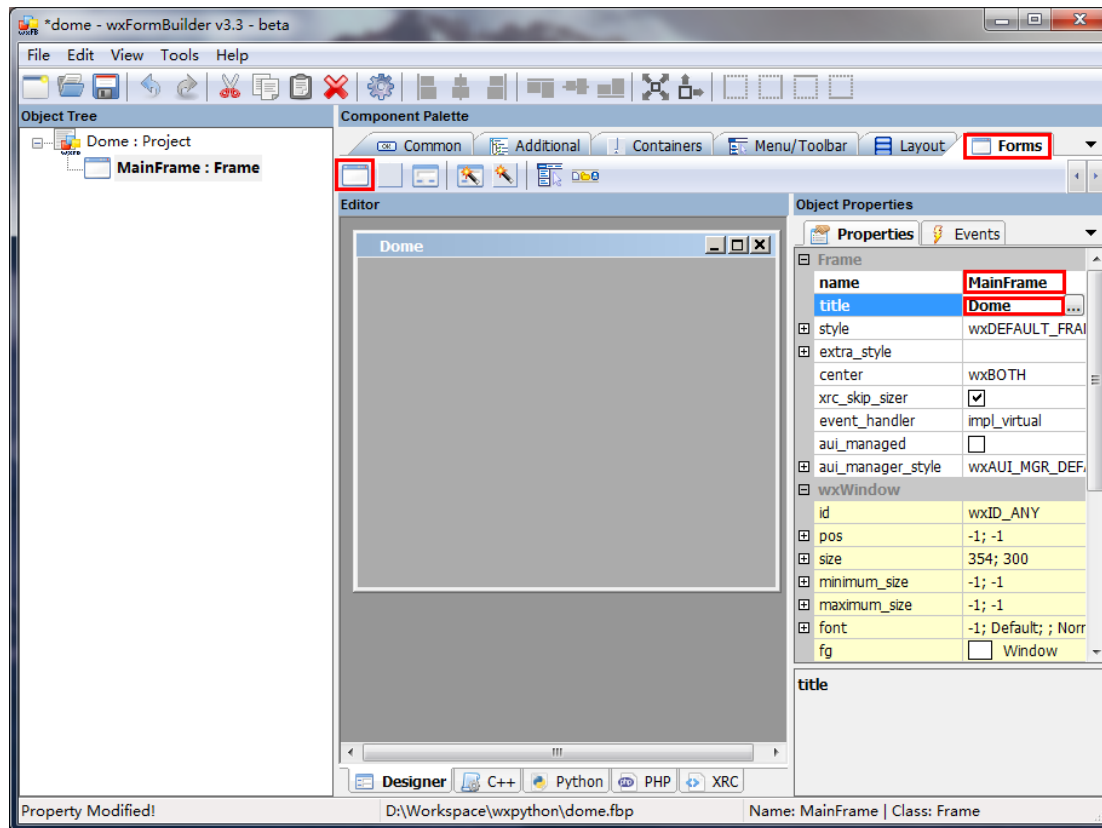 *dome - wxFormBuilder v3.3 - beta
File Edit View Tools Help
Object Tree
Dome : Project
MainFrame : Frame
Component Palette
Common Additional Containers Menu/Toolbar Layout Forms
Editor
Dome
Object Properties
Properties Events
Frame
name MainFrame
title Dome ...
style wxDEFAULT_FRA
extra_style
center wxBOTH
xrc_skip_sizer
event_handler impl_virtual
aui_managed
aui_manager_style wxAUI_MGR_DEF
wxWindow
id wxID_ANY
pos -1; -1
size 354; 300
minimum_size -1; -1
maximum_size -1; -1
font -1; Default; ; Norr
fg Window
title
Designer C++ Python PHP XRC
Property Modified! D:\Workspace\wxpython\dome.fbp Name: MainFrame | Class: Frame